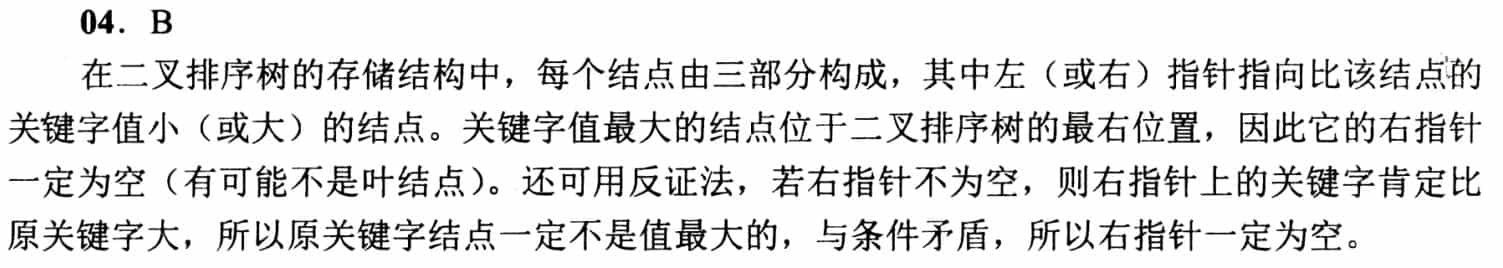 04．B
在二叉排序树的存储结构中，每个结点由三部分构成，其中左（或右）指针指向比该结点的
关键字值小（或大）的结点。关键字值最大的结点位于二叉排序树的最右位置，因此它的右指针
一定为空（有可能不是叶结点）。还可用反证法，若右指针不为空，则右指针上的关键字肯定比
原关键字大，所以原关键字结点一定不是值最大的，与条件矛盾，所以右指针一定为空。